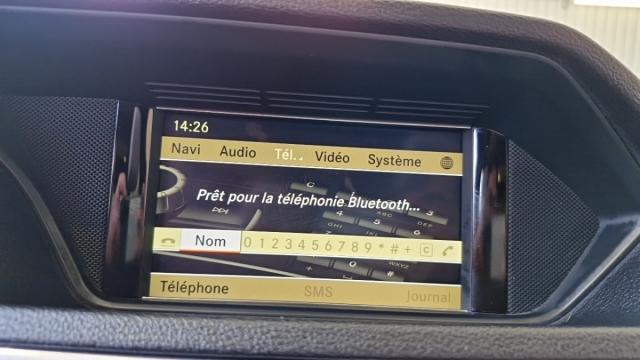 14:26
Navi Audio Tél. Vidéo Système
Prêt pour la téléphonie Bluetooth...
Nom 0 1 2 3 4 5 6 7 8 9 * # + C
Téléphone SMS Journal